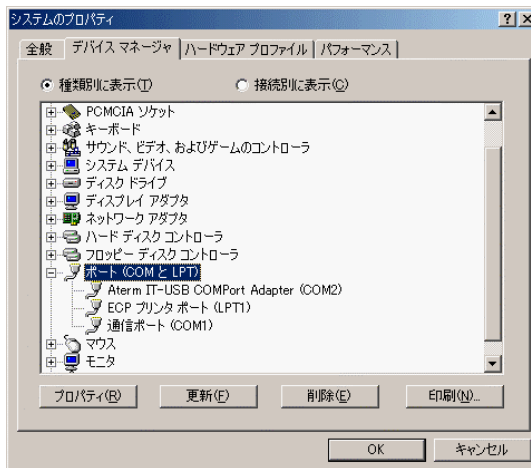 システムのプロパティ
全般 デバイス マネージャ ハードウェア プロファイル パフォーマンス
種類別に表示(T) 接続別に表示(C)
PCMCIA ソケット
キーボード
サウンド、ビデオ、およびゲームのコントローラ
システム デバイス
ディスク ドライブ
ディスプレイ アダプタ
ネットワーク アダプタ
ハード ディスク コントローラ
フロッピー ディスク コントローラ
ポート (COM と LPT)
Aterm IT-USB COMPort Adapter (COM2)
ECP プリンタ ポート (LPT1)
通信ポート (COM1)
マウス
モニタ
プロパティ(R) 更新(F) 削除(E) 印刷(N)...
OK キャンセル